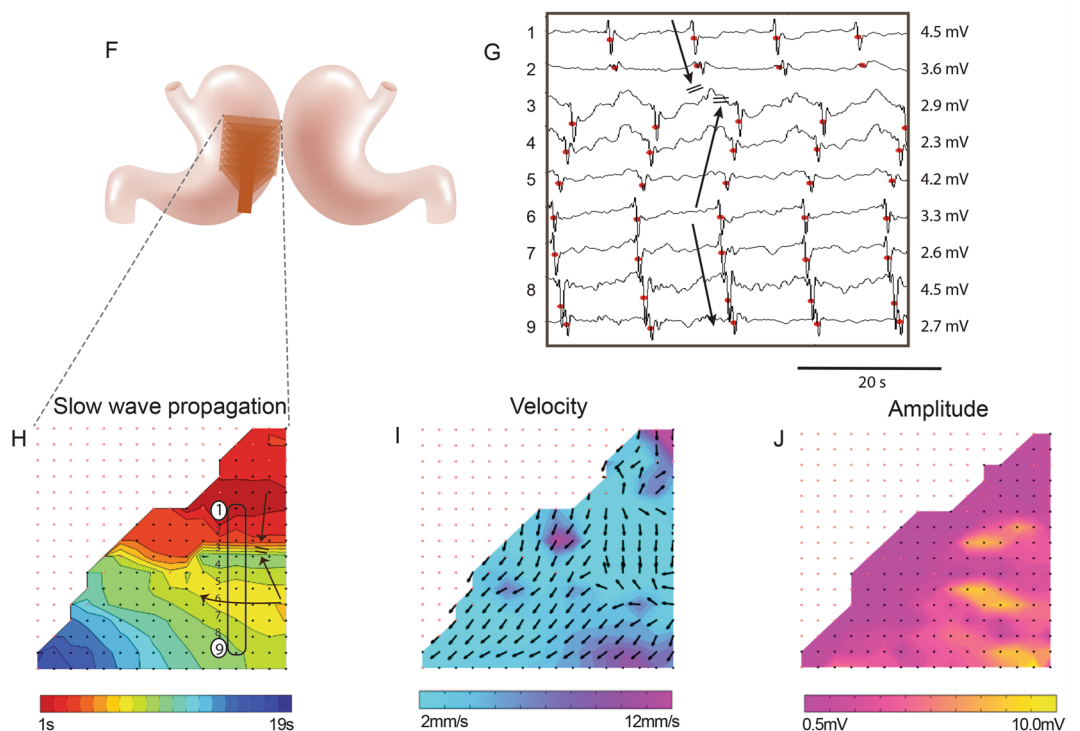 F
G
1 4.5 mV
2 3.6 mV
3 2.9 mV
4 2.3 mV
5 4.2 mV
6 3.3 mV
7 2.6 mV
8 4.5 mV
9 2.7 mV
20 s
H Slow wave propagation
I Velocity
J Amplitude
1
2
3
4
5
6
7
8
9
1s 19s
2mm/s 12mm/s
0.5mV 10.0mV